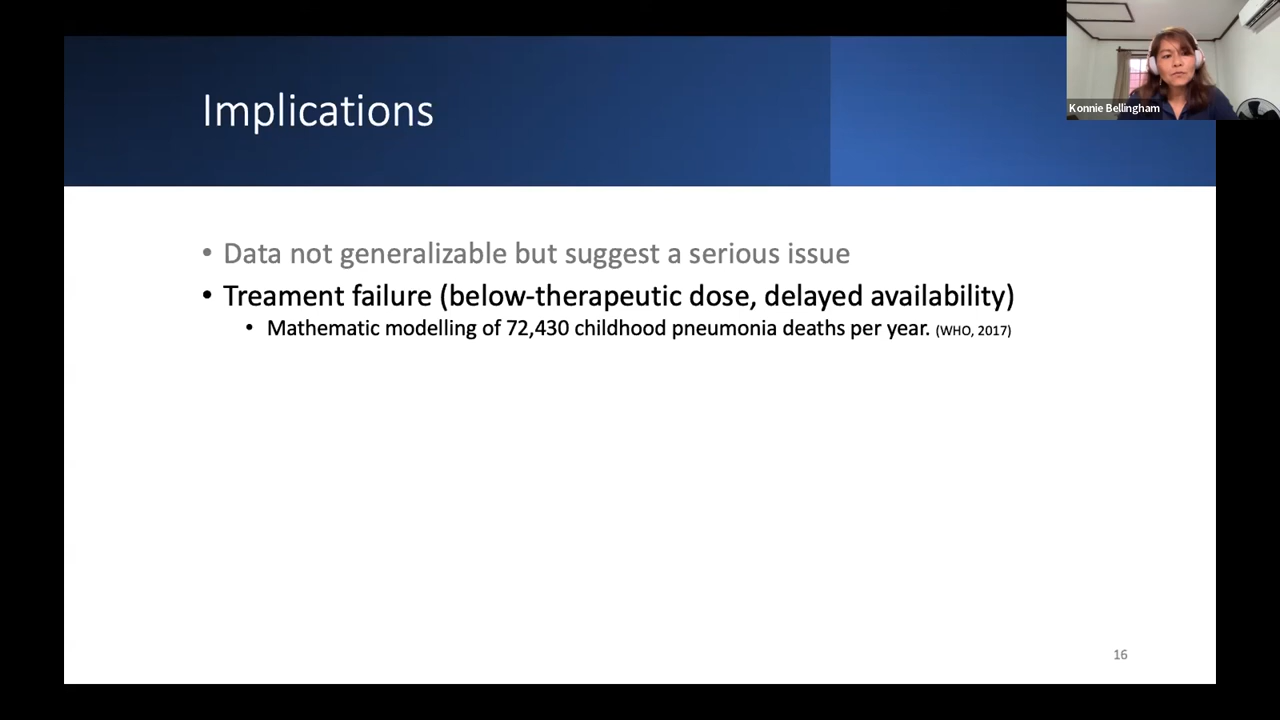 Implications
Konnie Bellingham
• Data not generalizable but suggest a serious issue
• Treament failure (below-therapeutic dose, delayed availability)
• Mathematic modelling of 72,430 childhood pneumonia deaths per year. (WHO, 2017)
16